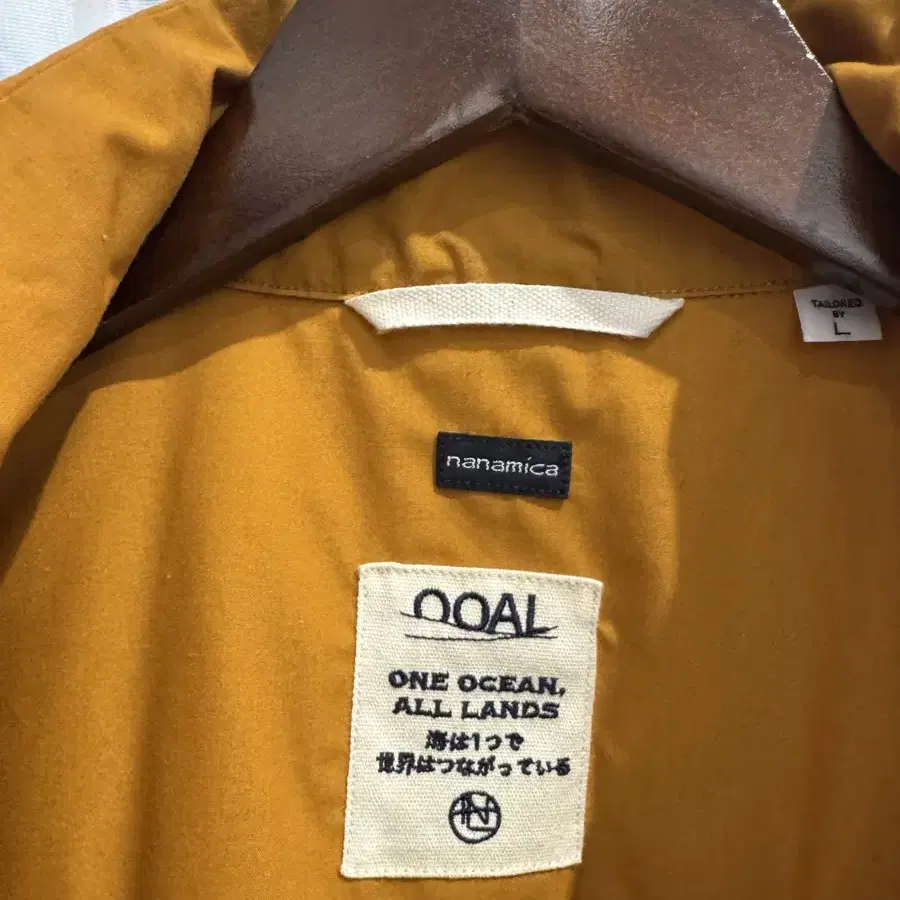 TAILORED
BY
L
nanamica
OOAL
ONE OCEAN,
ALL LANDS
海は1つで
世界はつながっている